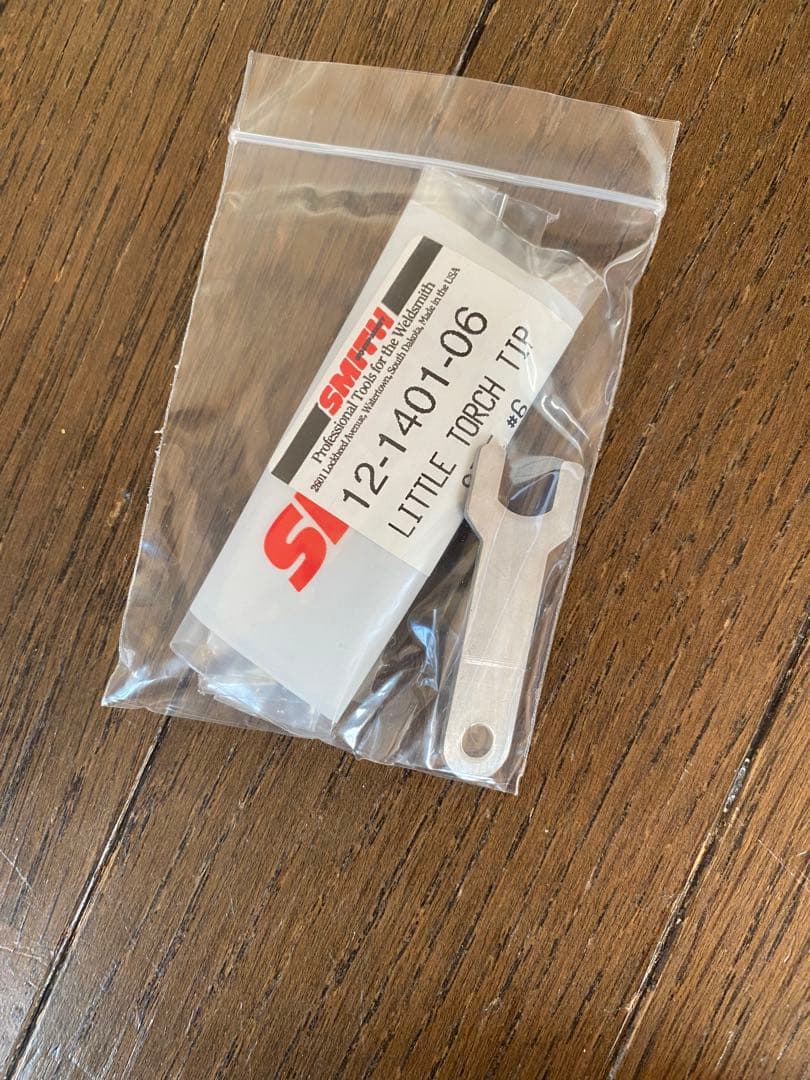 SMITH
Professional Tools for the Weldsmith
2601 Lockheed Avenue, Watertown, South Dakota, Made in the USA
12-1401-06
LITTLE TORCH TIP
#6
S